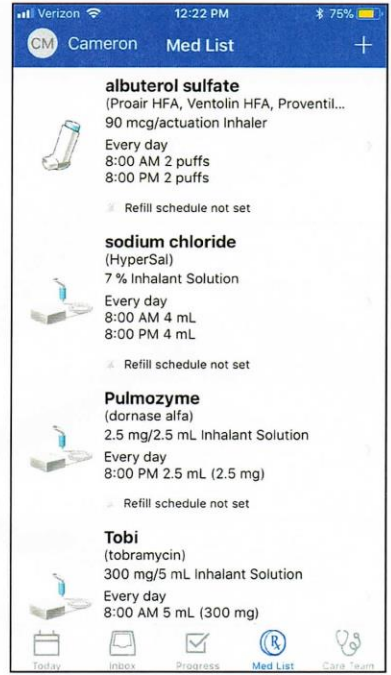 Verizon 12:22 PM 75%
CM Cameron Med List +
albuterol sulfate
(Proair HFA, Ventolin HFA, Proventil...
90 mcg/actuation Inhaler
Every day
8:00 AM 2 puffs
8:00 PM 2 puffs
Refill schedule not set
sodium chloride
(HyperSal)
7 % Inhalant Solution
Every day
8:00 AM 4 mL
8:00 PM 4 mL
Refill schedule not set
Pulmozyme
(dornase alfa)
2.5 mg/2.5 mL Inhalant Solution
Every day
8:00 PM 2.5 mL (2.5 mg)
Refill schedule not set
Tobi
(tobramycin)
300 mg/5 mL Inhalant Solution
Every day
8:00 AM 5 mL (300 mg)
Today Inbox Progress Med List Care Team